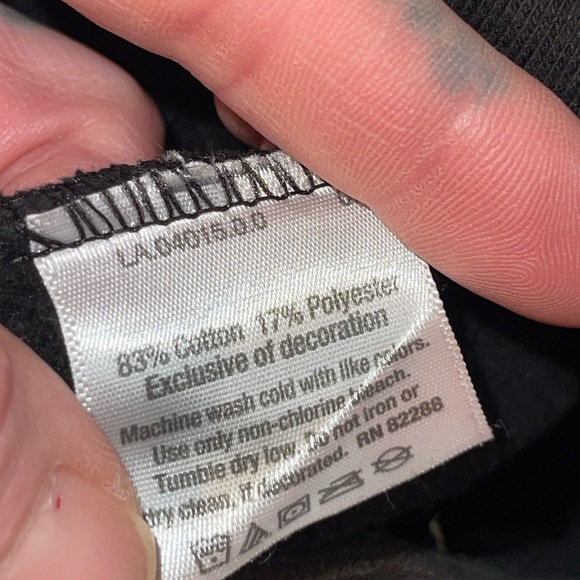 LA.04015.0.0
83% Cotton 17% Polyester
Exclusive of decoration
Machine wash cold with like colors.
Use only non-chlorine bleach.
Tumble dry low. Do not iron or
dry clean, if decorated. RN 82288